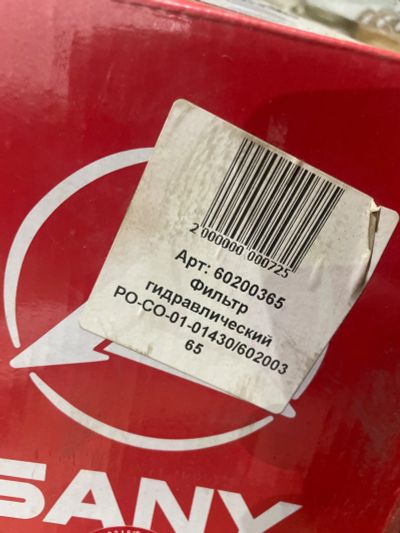 2 000000 000725
Арт: 60200365
Фильтр
гидравлический
PO-CO-01-01430/602003
65
SANY